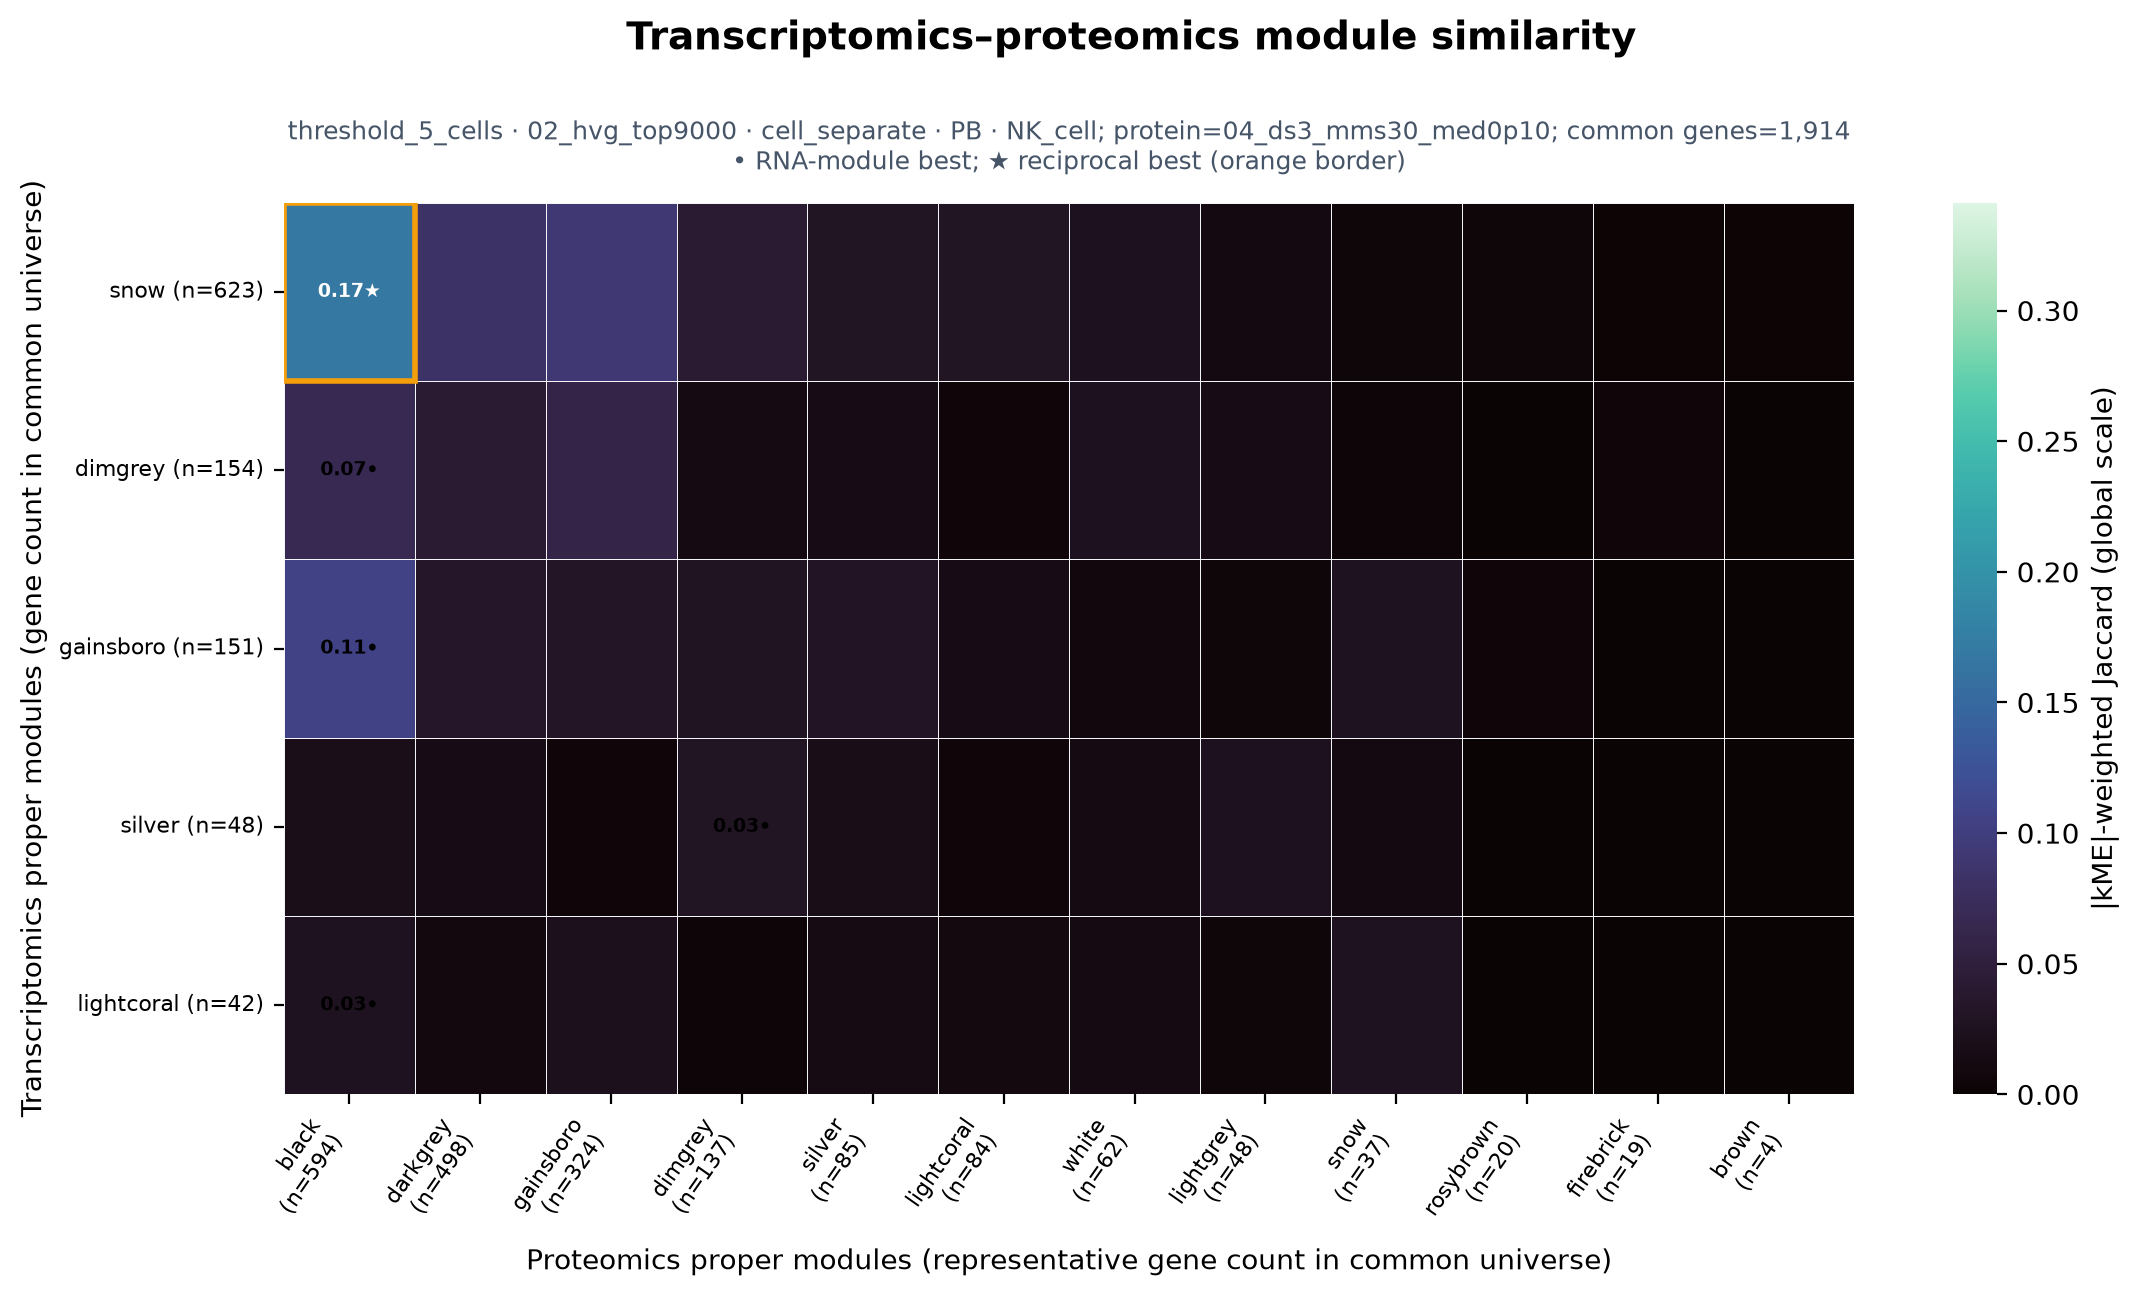 Transcriptomics–proteomics module similarity
threshold_5_cells · 02_hvg_top9000 · cell_separate · PB · NK_cell; protein=04_ds3_mms30_med0p10; common genes=1,914
• RNA-module best; ★ reciprocal best (orange border)
Transcriptomics proper modules (gene count in common universe)
snow (n=623)
dimgrey (n=154)
gainsboro (n=151)
silver (n=48)
lightcoral (n=42)
0.17★
0.07•
0.11•
0.03•
0.03•
black
(n=594)
darkgrey
(n=498)
gainsboro
(n=324)
dimgrey
(n=137)
silver
(n=85)
lightcoral
(n=84)
white
(n=62)
lightgrey
(n=48)
snow
(n=37)
rosybrown
(n=20)
firebrick
(n=19)
brown
(n=4)
Proteomics proper modules (representative gene count in common universe)
0.30
0.25
0.20
0.15
0.10
0.05
0.00
|kME|-weighted Jaccard (global scale)